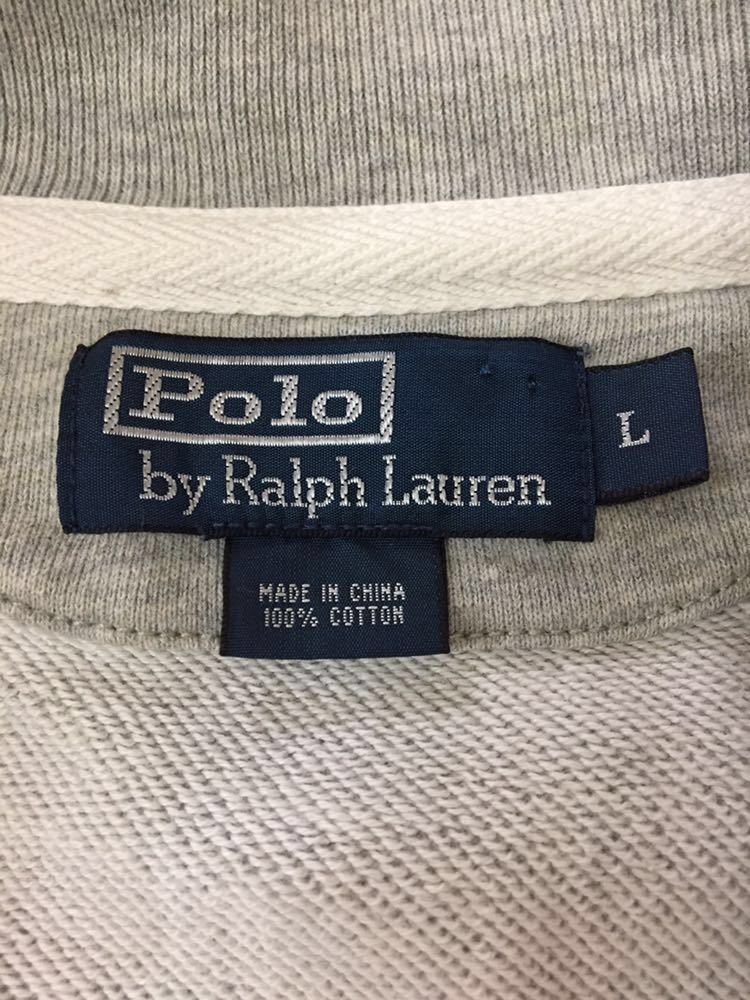 Polo
by Ralph Lauren
L
MADE IN CHINA
100% COTTON